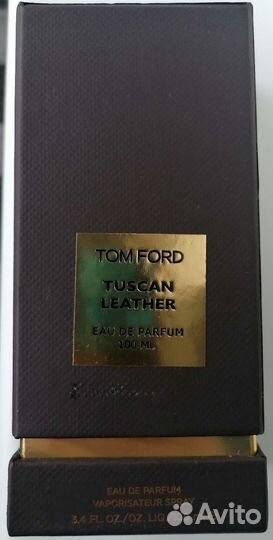 TOM FORD
TUSCAN
LEATHER
EAU DE PARFUM
100 ML
EAU DE PARFUM
VAPORISATEUR SPRAY
3.4 FL. OZ./OZ. LIQ
Avito